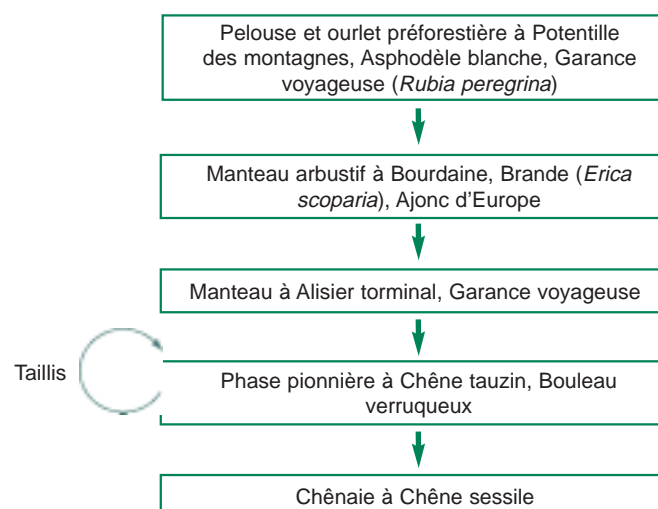 Pelouse et ourlet préforestière à Potentille
des montagnes, Asphodèle blanche, Garance
voyageuse (Rubia peregrina)
Manteau arbustif à Bourdaine, Brande (Erica
scoparia), Ajonc d'Europe
Manteau à Alisier torminal, Garance voyageuse
Taillis
Phase pionnière à Chêne tauzin, Bouleau
verruqueux
Chênaie à Chêne sessile